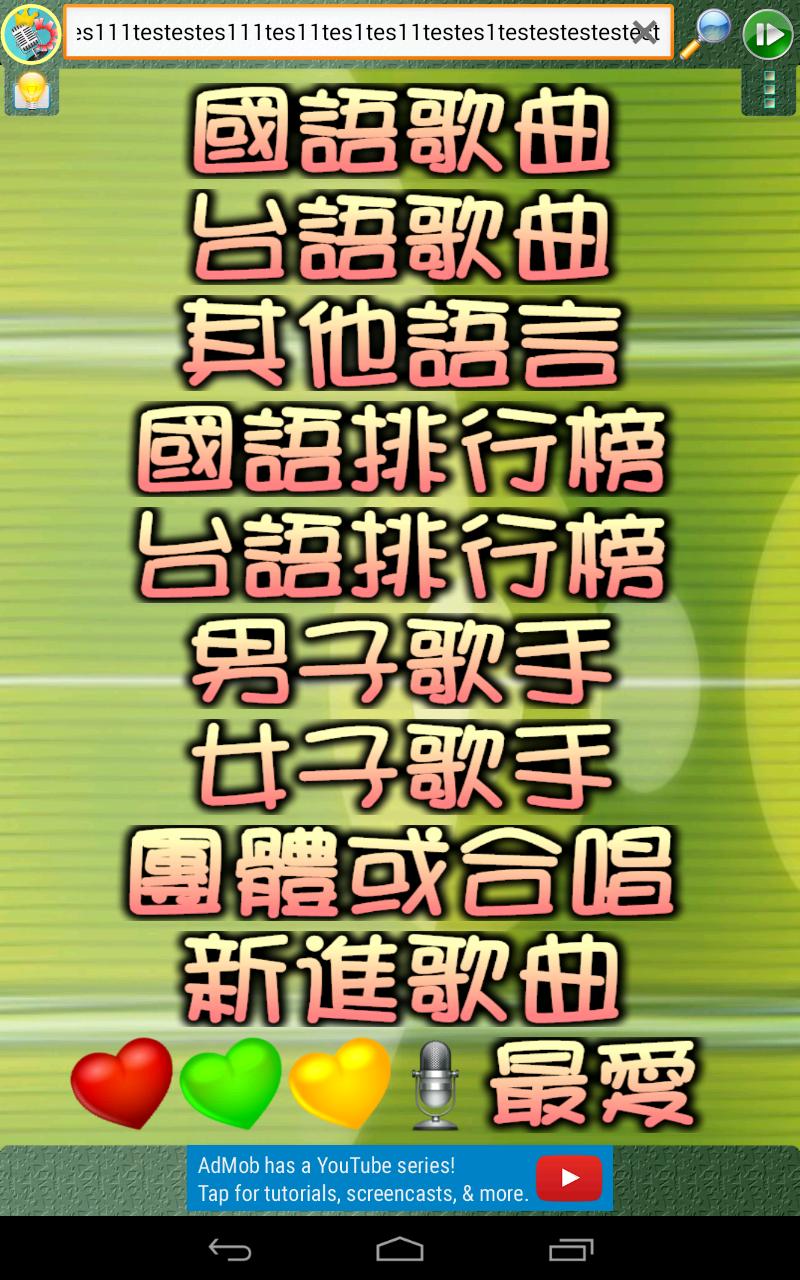 es111testestes111tes11tes1tes11testes1testestestestext
國語歌曲
台語歌曲
其他語言
國語排行榜
台語排行榜
男子歌手
女子歌手
團體或合唱
新進歌曲
最愛
AdMob has a YouTube series!
Tap for tutorials, screencasts, & more.